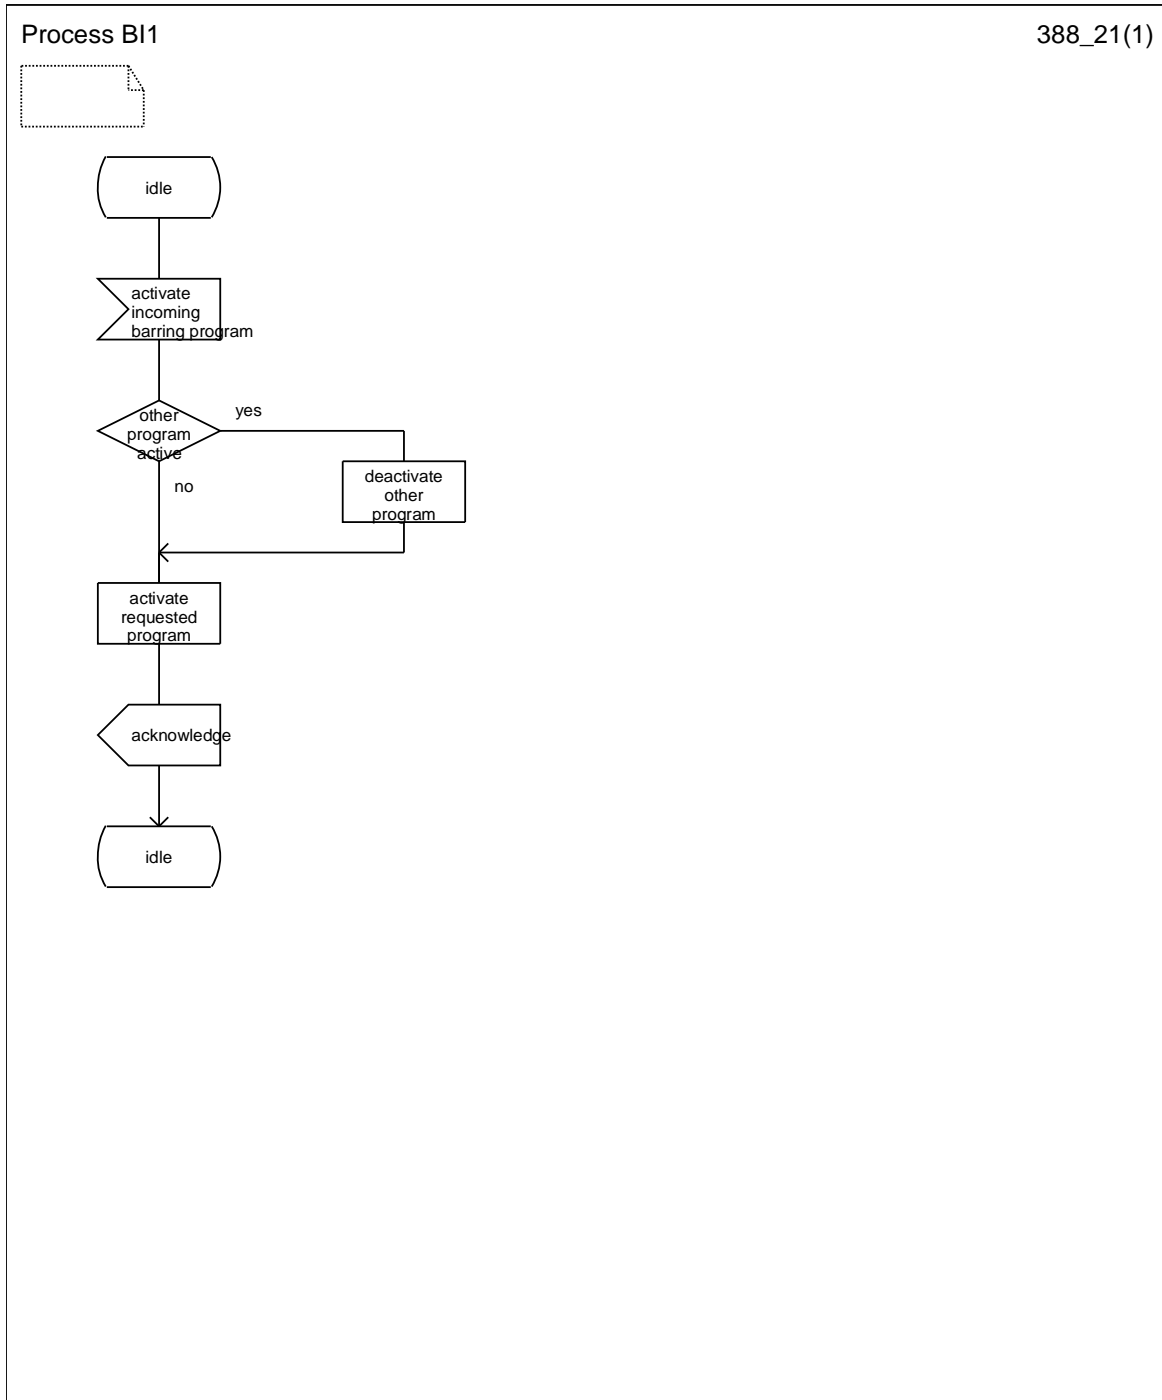 Process BI1
388_21(1)
idle
activate
incoming
barring program
other
program
active
yes
no
deactivate
other
program
activate
requested
program
acknowledge
idle